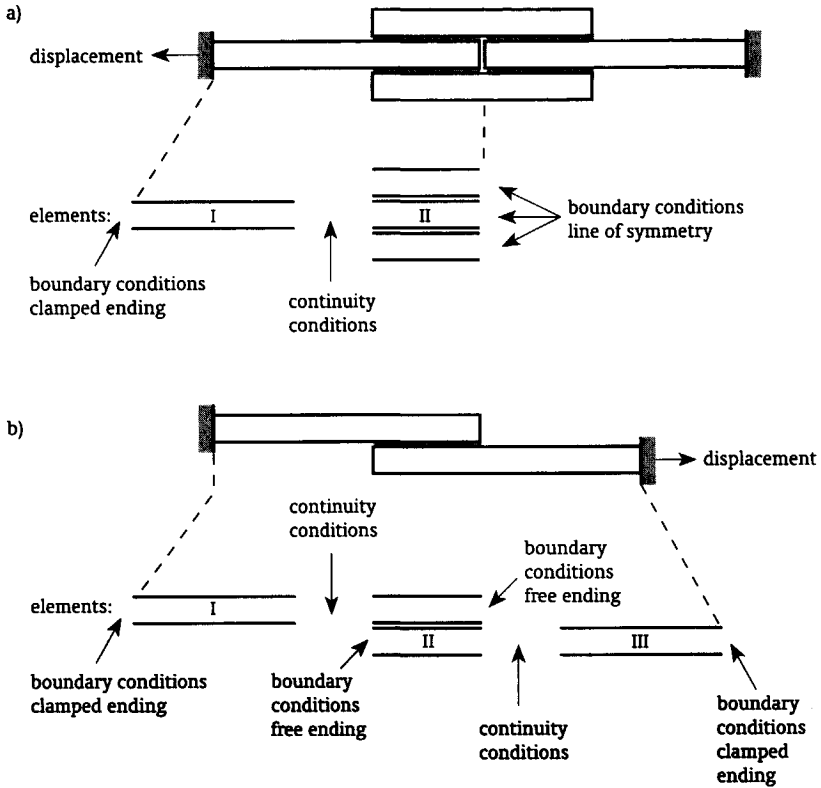 a)
displacement
elements:
I
II
boundary conditions
line of symmetry
boundary conditions
clamped ending
continuity
conditions
b)
displacement
continuity
conditions
boundary
conditions
free ending
elements:
I
II
III
boundary conditions
clamped ending
boundary
conditions
free ending
continuity
conditions
boundary
conditions
clamped
ending